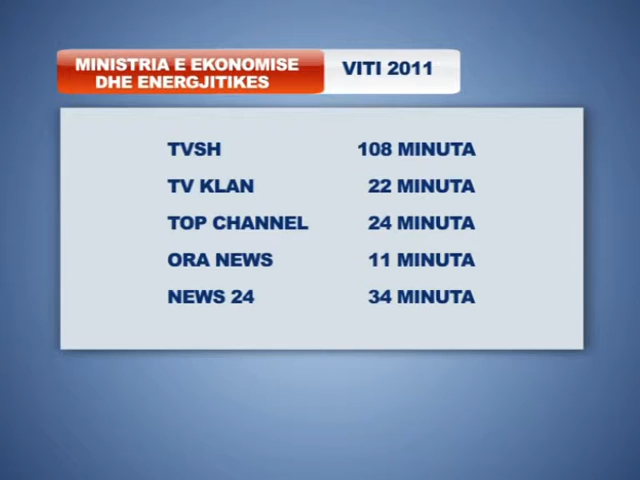 MINISTRIA E EKONOMISE
DHE ENERGJITIKES
VITI 2011
TVSH 108 MINUTA
TV KLAN 22 MINUTA
TOP CHANNEL 24 MINUTA
ORA NEWS 11 MINUTA
NEWS 24 34 MINUTA